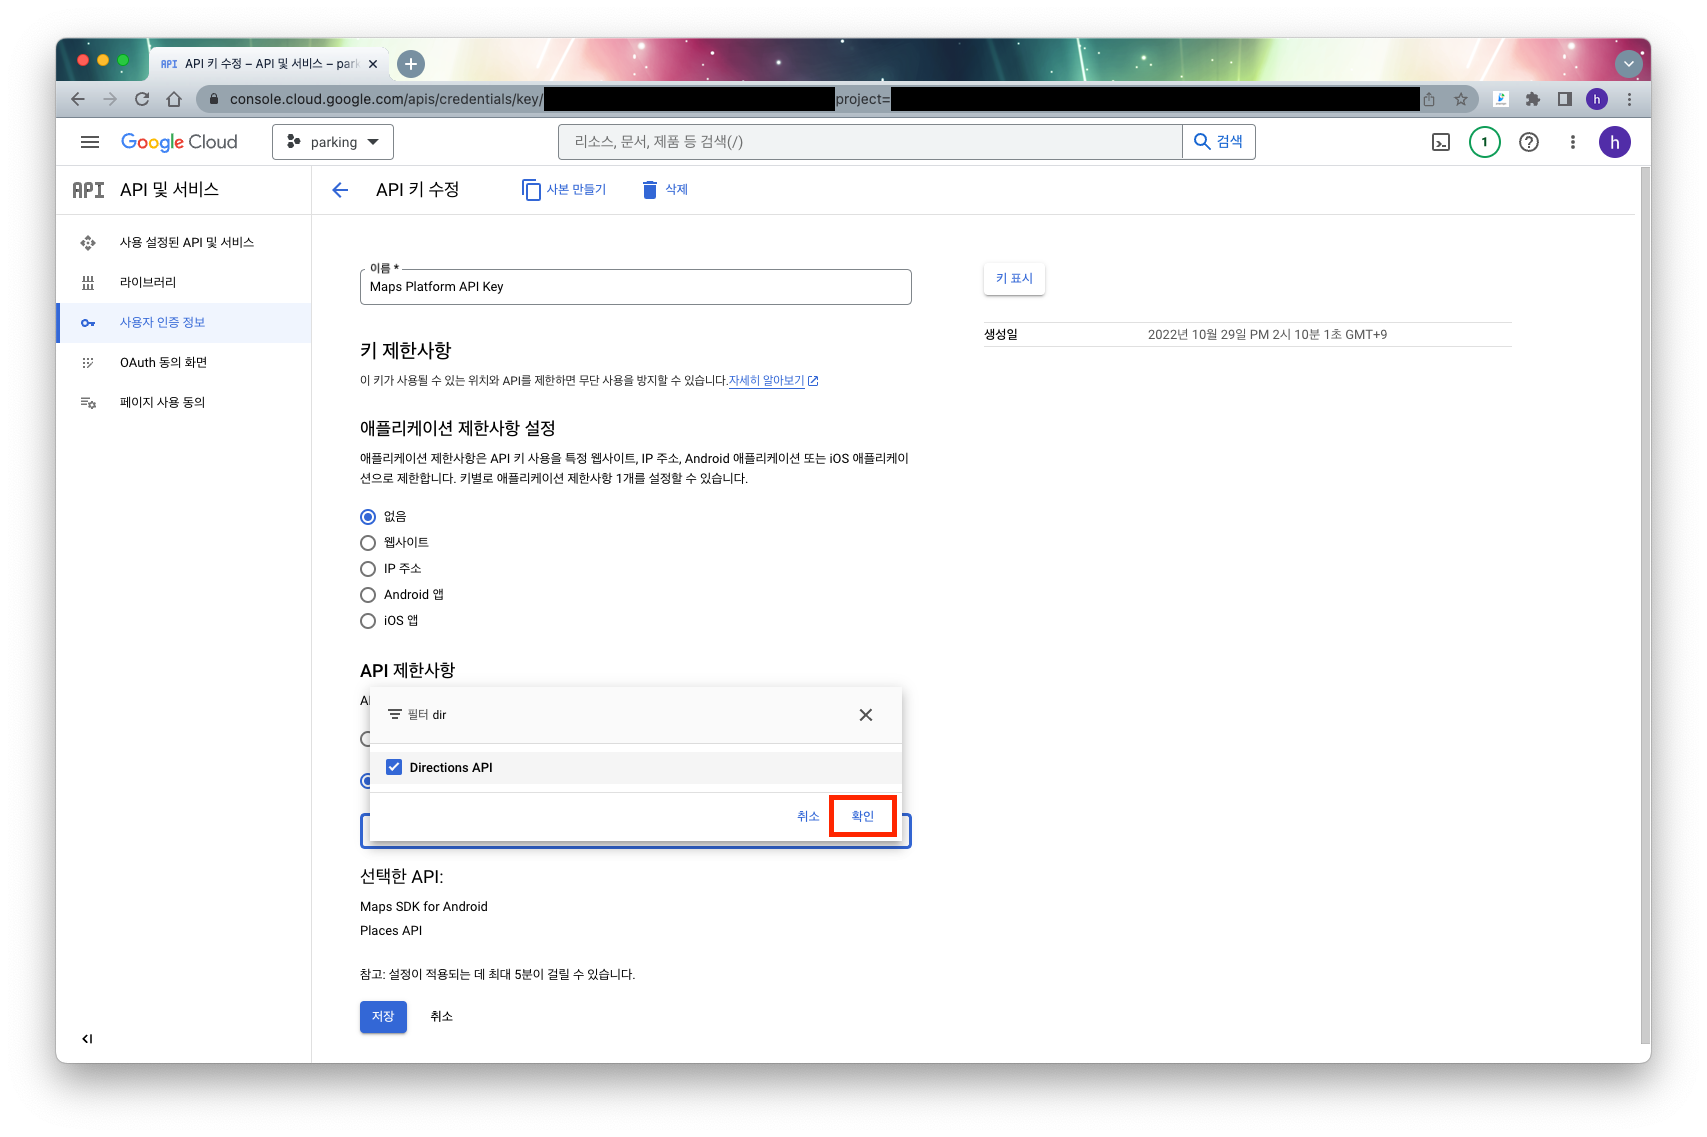 API API 키 수정 – API 및 서비스 – park
console.cloud.google.com/apis/credentials/key/
project=
h
Google Cloud
parking
리소스, 문서, 제품 등 검색(/)
검색
1
h
API API 및 서비스
API 키 수정
사본 만들기
삭제
사용 설정된 API 및 서비스
라이브러리
사용자 인증 정보
OAuth 동의 화면
페이지 사용 동의
이름 *
Maps Platform API Key
키 표시
생성일
2022년 10월 29일 PM 2시 10분 1초 GMT+9
키 제한사항
이 키가 사용될 수 있는 위치와 API를 제한하면 무단 사용을 방지할 수 있습니다.자세히 알아보기
애플리케이션 제한사항 설정
애플리케이션 제한사항은 API 키 사용을 특정 웹사이트, IP 주소, Android 애플리케이션 또는 iOS 애플리케이
션으로 제한합니다. 키별로 애플리케이션 제한사항 1개를 설정할 수 있습니다.
없음
웹사이트
IP 주소
Android 앱
iOS 앱
API 제한사항
필터 dir
Directions API
취소
확인
선택한 API:
Maps SDK for Android
Places API
참고: 설정이 적용되는 데 최대 5분이 걸릴 수 있습니다.
저장
취소